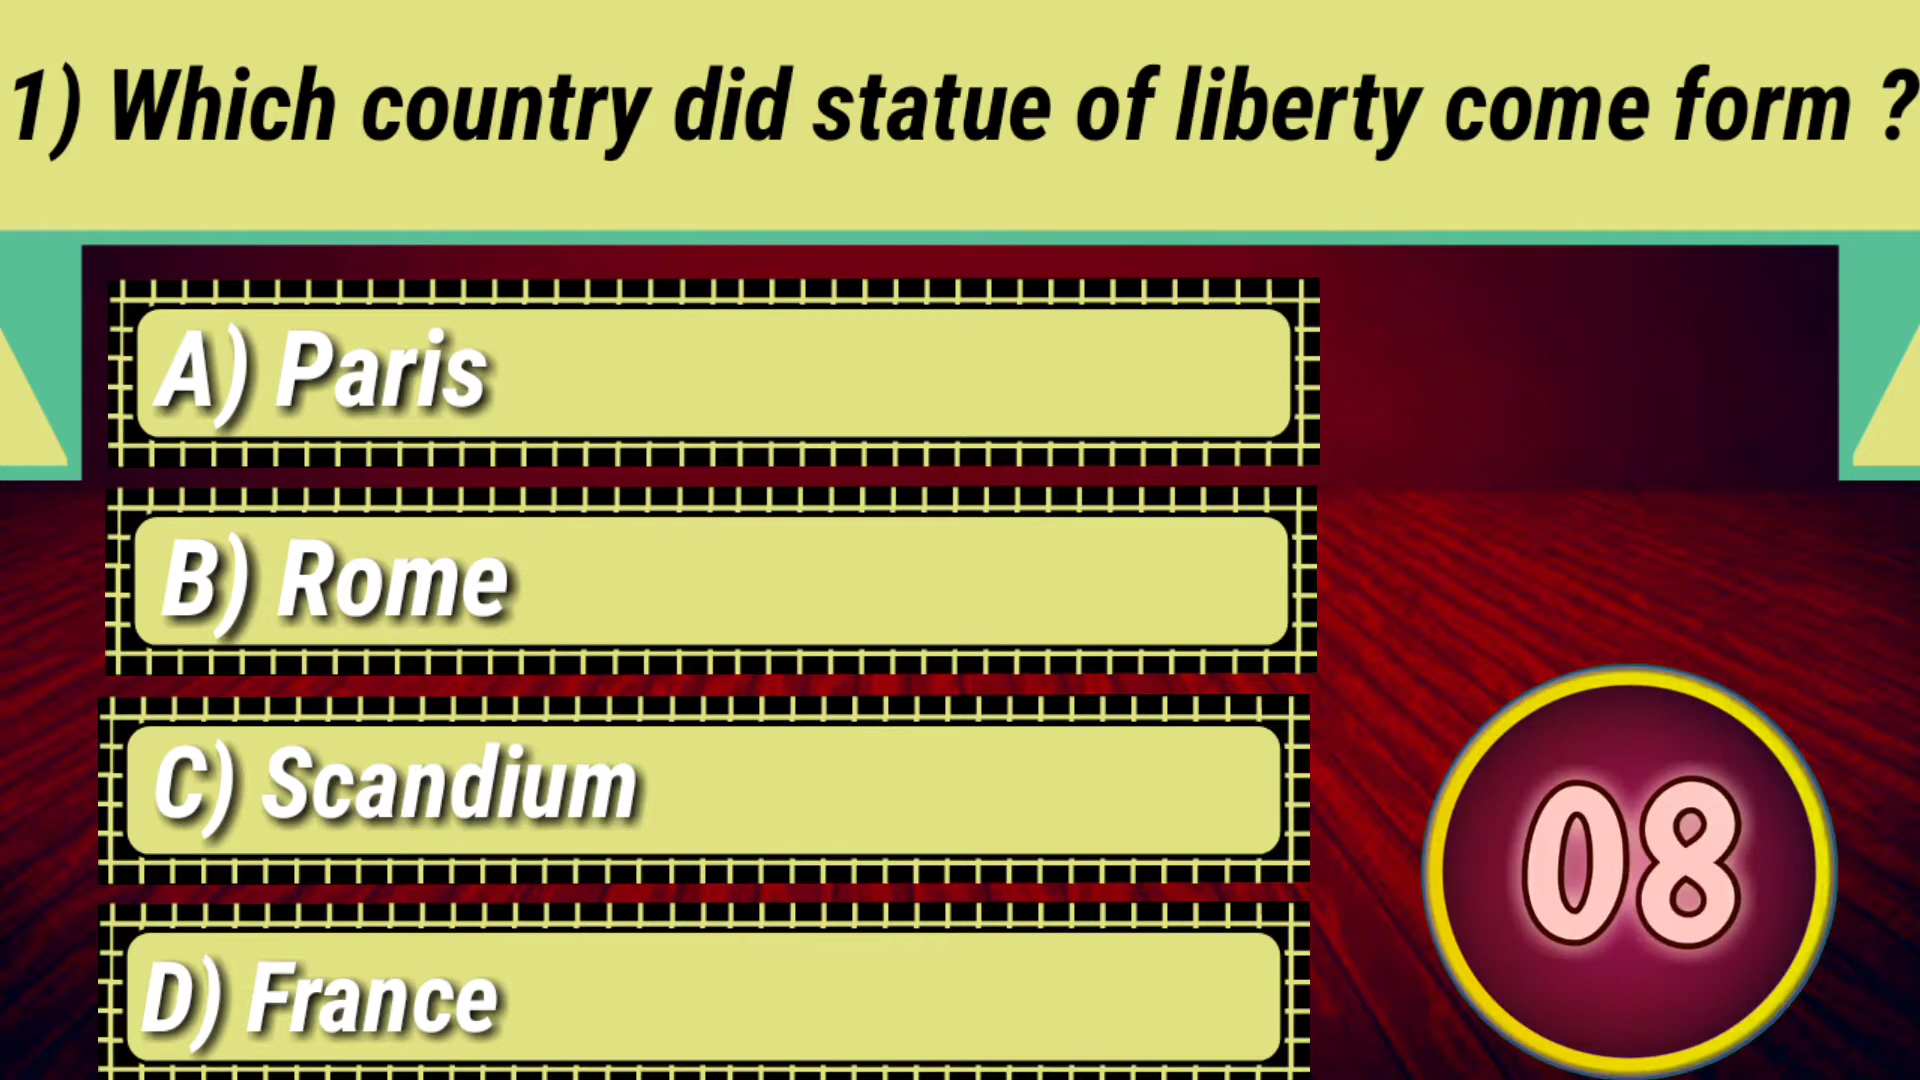 1) Which country did statue of liberty come form ?
A) Paris
B) Rome
C) Scandium
D) France
08